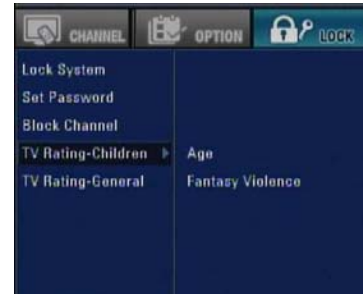 CHANNEL OPTION LOCK
Lock System
Set Password
Block Channel
TV Rating-Children Age
TV Rating-General Fantasy Violence